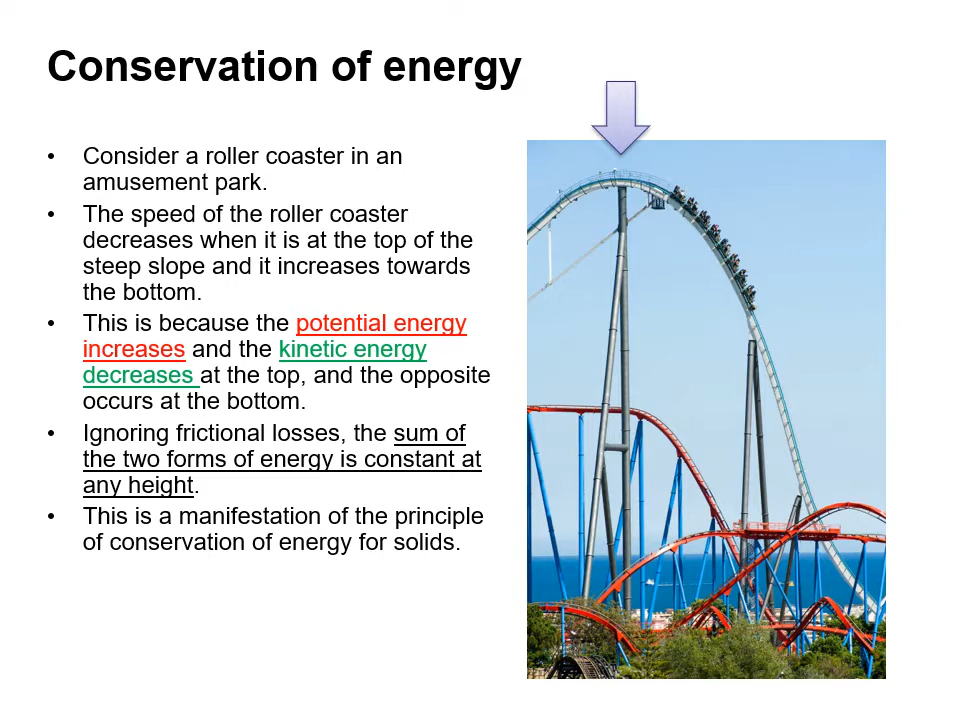 Conservation of energy
• Consider a roller coaster in an
amusement park.
• The speed of the roller coaster
decreases when it is at the top of the
steep slope and it increases towards
the bottom.
• This is because the potential energy
increases and the kinetic energy
decreases at the top, and the opposite
occurs at the bottom.
• Ignoring frictional losses, the sum of
the two forms of energy is constant at
any height.
• This is a manifestation of the principle
of conservation of energy for solids.